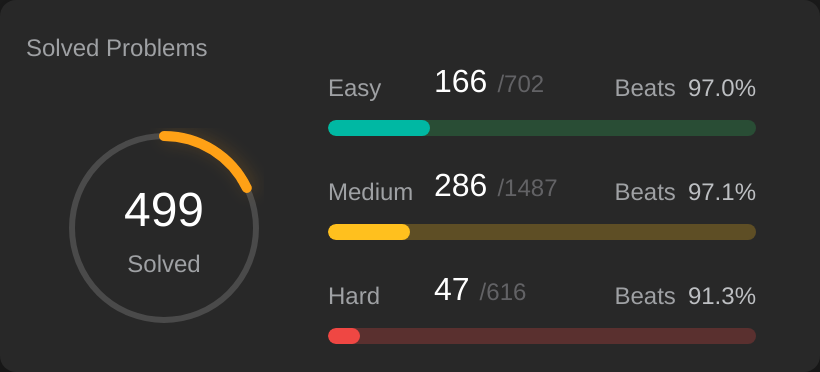 Solved Problems
499
Solved
Easy 166 /702 Beats 97.0%
Medium 286 /1487 Beats 97.1%
Hard 47 /616 Beats 91.3%